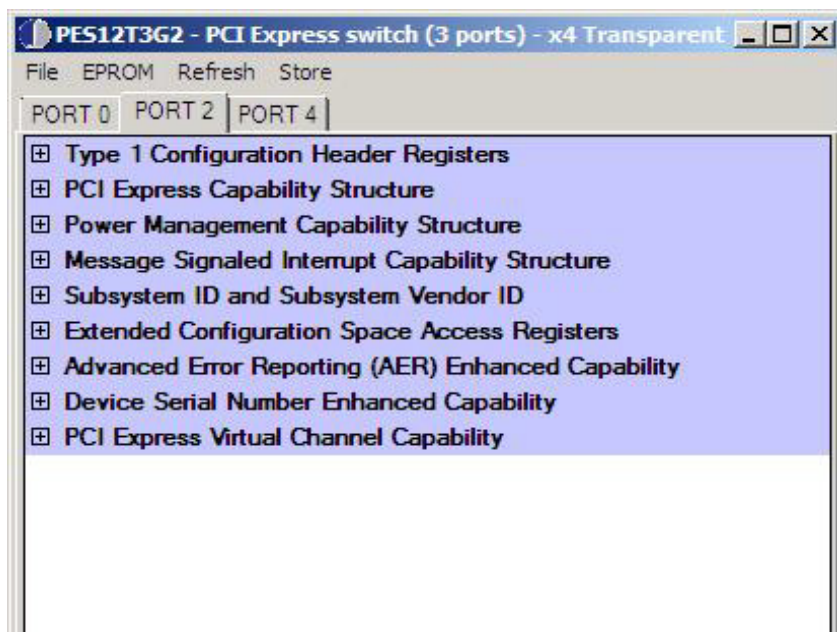 PES12T3G2 - PCI Express switch (3 ports) - x4 Transparent
File EPROM Refresh Store
PORT 0 PORT 2 PORT 4
Type 1 Configuration Header Registers
PCI Express Capability Structure
Power Management Capability Structure
Message Signaled Interrupt Capability Structure
Subsystem ID and Subsystem Vendor ID
Extended Configuration Space Access Registers
Advanced Error Reporting (AER) Enhanced Capability
Device Serial Number Enhanced Capability
PCI Express Virtual Channel Capability